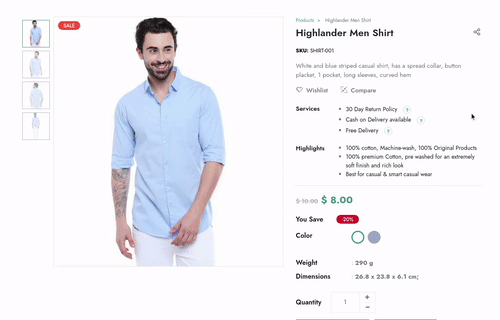 SALE
Products > Highlander Men Shirt
Highlander Men Shirt
SKU: SHIRT-001
White and blue striped casual shirt, has a spread collar, button
placket, 1 pocket, long sleeves, curved hem
Wishlist Compare
Services
30 Day Return Policy ?
Cash on Delivery available ?
Free Delivery ?
Highlights
100% cotton, Machine-wash, 100% Original Products
100% premium Cotton, pre washed for an extremely
soft finish and rich look
Best for casual & smart casual wear
$ 10.00 $ 8.00
You Save -20%
Color
Weight : 290 g
Dimensions : 26.8 x 23.8 x 6.1 cm;
Quantity 1 + −